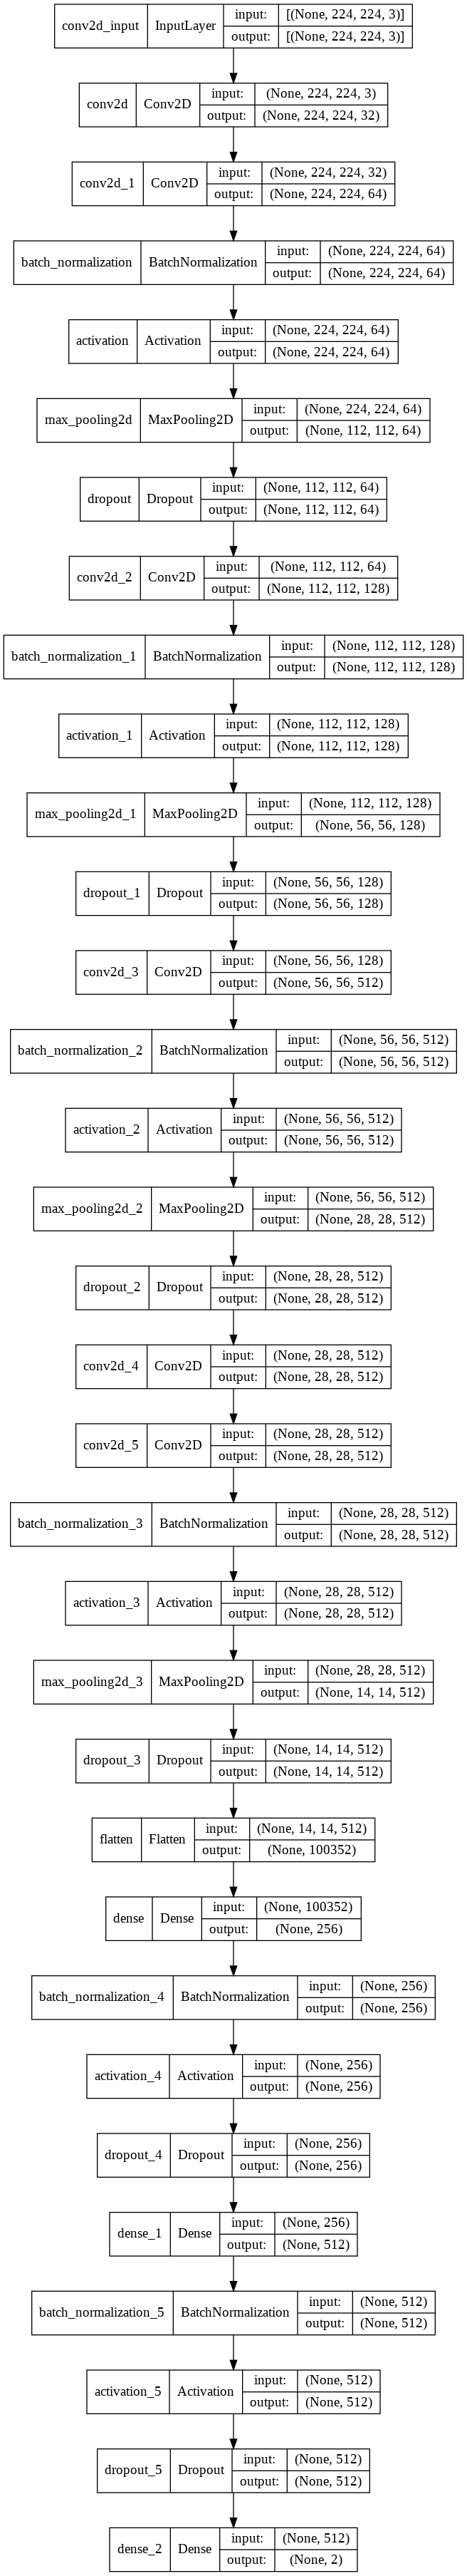 conv2d_input InputLayer input: [(None, 224, 224, 3)]
output: [(None, 224, 224, 3)]
conv2d Conv2D input: (None, 224, 224, 3)
output: (None, 224, 224, 32)
conv2d_1 Conv2D input: (None, 224, 224, 32)
output: (None, 224, 224, 64)
batch_normalization BatchNormalization input: (None, 224, 224, 64)
output: (None, 224, 224, 64)
activation Activation input: (None, 224, 224, 64)
output: (None, 224, 224, 64)
max_pooling2d MaxPooling2D input: (None, 224, 224, 64)
output: (None, 112, 112, 64)
dropout Dropout input: (None, 112, 112, 64)
output: (None, 112, 112, 64)
conv2d_2 Conv2D input: (None, 112, 112, 64)
output: (None, 112, 112, 128)
batch_normalization_1 BatchNormalization input: (None, 112, 112, 128)
output: (None, 112, 112, 128)
activation_1 Activation input: (None, 112, 112, 128)
output: (None, 112, 112, 128)
max_pooling2d_1 MaxPooling2D input: (None, 112, 112, 128)
output: (None, 56, 56, 128)
dropout_1 Dropout input: (None, 56, 56, 128)
output: (None, 56, 56, 128)
conv2d_3 Conv2D input: (None, 56, 56, 128)
output: (None, 56, 56, 512)
batch_normalization_2 BatchNormalization input: (None, 56, 56, 512)
output: (None, 56, 56, 512)
activation_2 Activation input: (None, 56, 56, 512)
output: (None, 56, 56, 512)
max_pooling2d_2 MaxPooling2D input: (None, 56, 56, 512)
output: (None, 28, 28, 512)
dropout_2 Dropout input: (None, 28, 28, 512)
output: (None, 28, 28, 512)
conv2d_4 Conv2D input: (None, 28, 28, 512)
output: (None, 28, 28, 512)
conv2d_5 Conv2D input: (None, 28, 28, 512)
output: (None, 28, 28, 512)
batch_normalization_3 BatchNormalization input: (None, 28, 28, 512)
output: (None, 28, 28, 512)
activation_3 Activation input: (None, 28, 28, 512)
output: (None, 28, 28, 512)
max_pooling2d_3 MaxPooling2D input: (None, 28, 28, 512)
output: (None, 14, 14, 512)
dropout_3 Dropout input: (None, 14, 14, 512)
output: (None, 14, 14, 512)
flatten Flatten input: (None, 14, 14, 512)
output: (None, 100352)
dense Dense input: (None, 100352)
output: (None, 256)
batch_normalization_4 BatchNormalization input: (None, 256)
output: (None, 256)
activation_4 Activation input: (None, 256)
output: (None, 256)
dropout_4 Dropout input: (None, 256)
output: (None, 256)
dense_1 Dense input: (None, 256)
output: (None, 512)
batch_normalization_5 BatchNormalization input: (None, 512)
output: (None, 512)
activation_5 Activation input: (None, 512)
output: (None, 512)
dropout_5 Dropout input: (None, 512)
output: (None, 512)
dense_2 Dense input: (None, 512)
output: (None, 2)